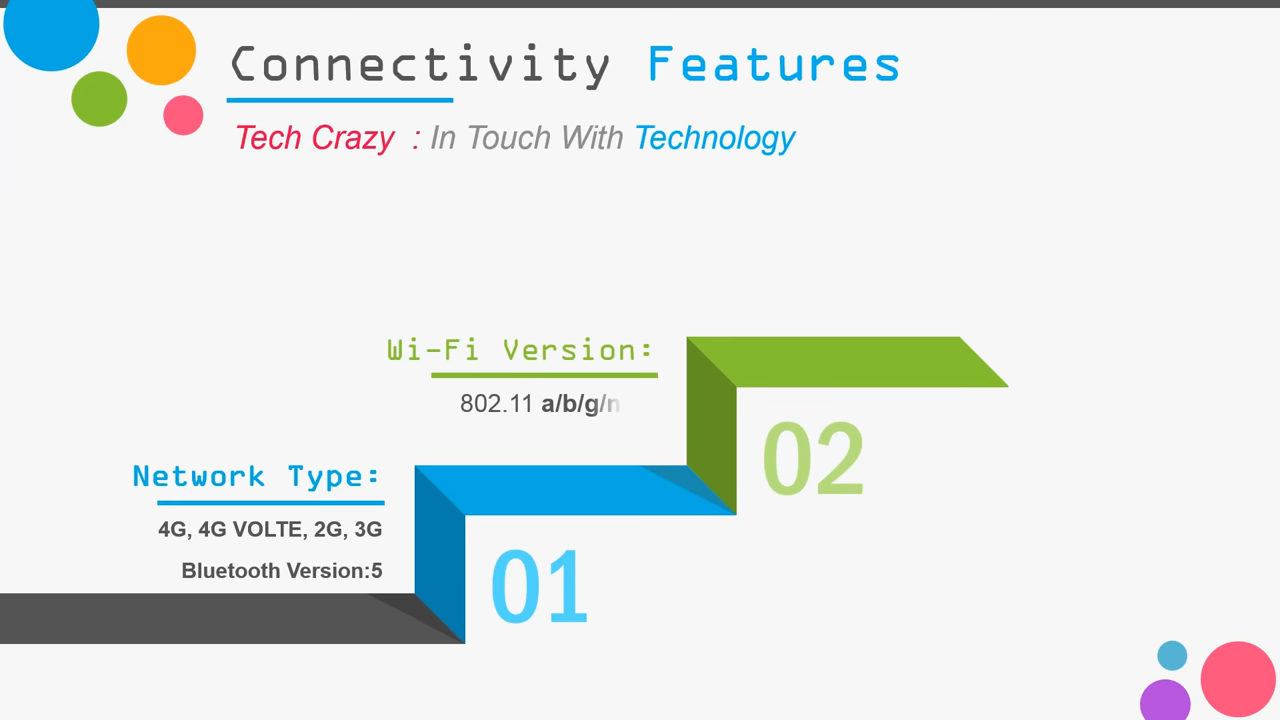 Connectivity Features
Tech Crazy : In Touch With Technology
Wi-Fi Version:
802.11 a/b/g/n
02
Network Type:
4G, 4G VOLTE, 2G, 3G
Bluetooth Version:5
01